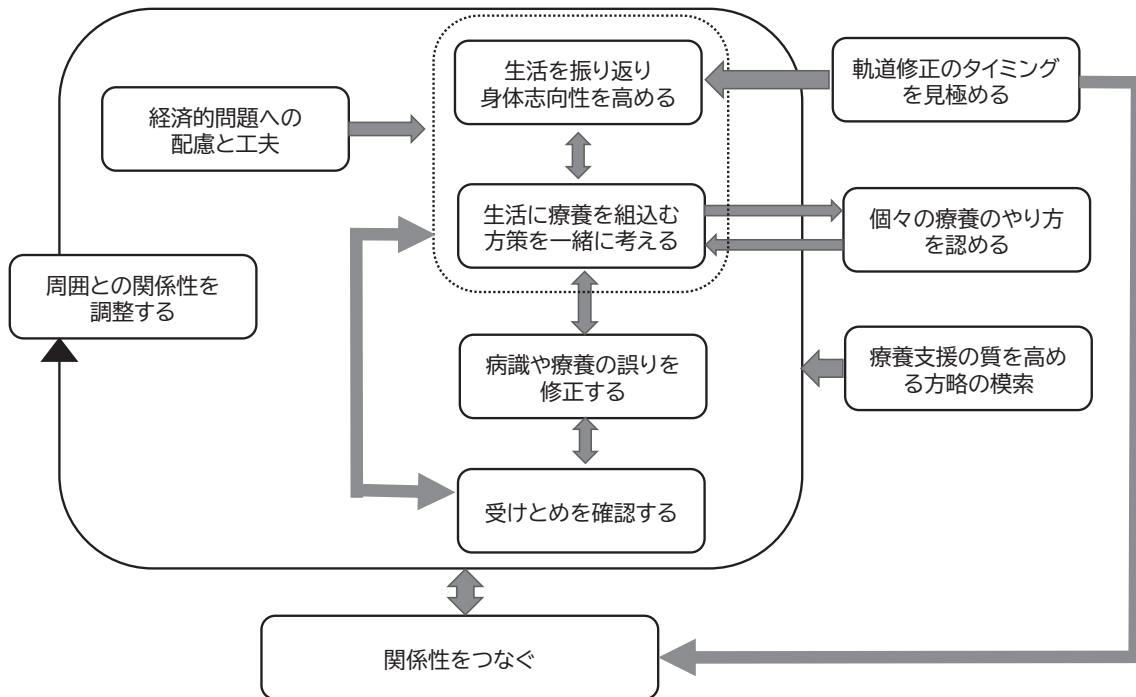 生活を振り返り
身体志向性を高める
軌道修正のタイミング
を見極める
経済的問題への
配慮と工夫
生活に療養を組込む
方策を一緒に考える
個々の療養のやり方
を認める
周囲との関係性を
調整する
病識や療養の誤りを
修正する
療養支援の質を高め
る方略の模索
受けとめを確認する
関係性をつなぐ